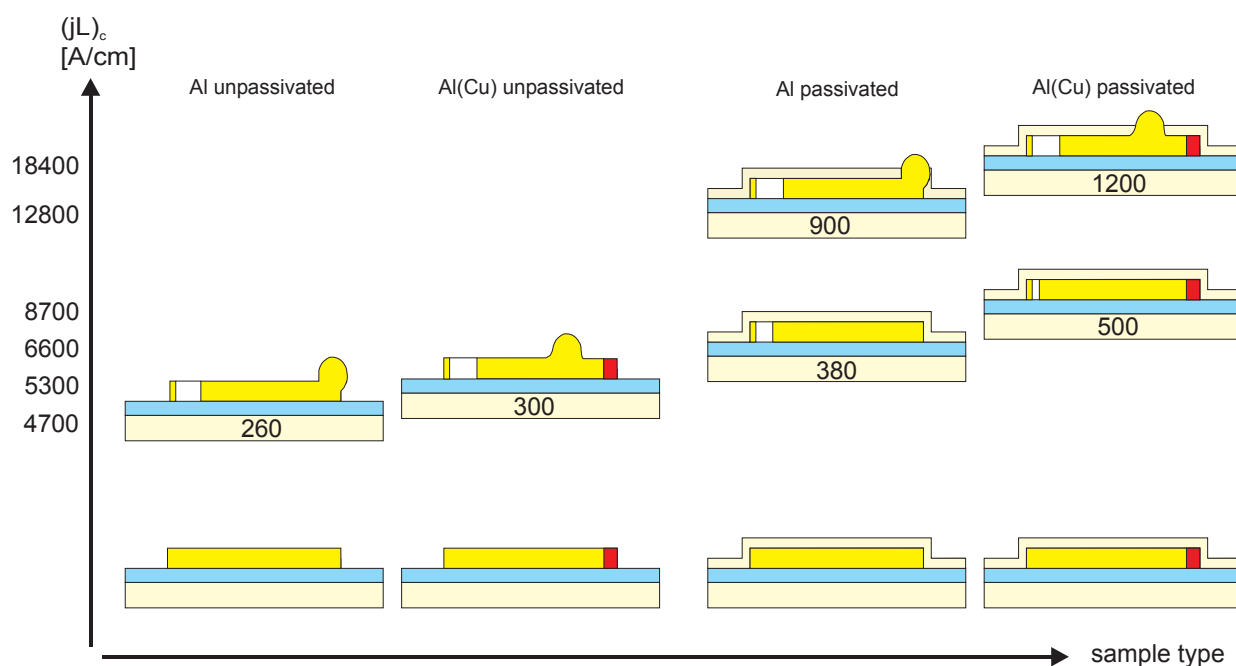 (jL)c
[A/cm]
Al unpassivated
Al(Cu) unpassivated
Al passivated
Al(Cu) passivated
18400
12800
8700
6600
5300
4700
1200
900
500
380
300
260
sample type